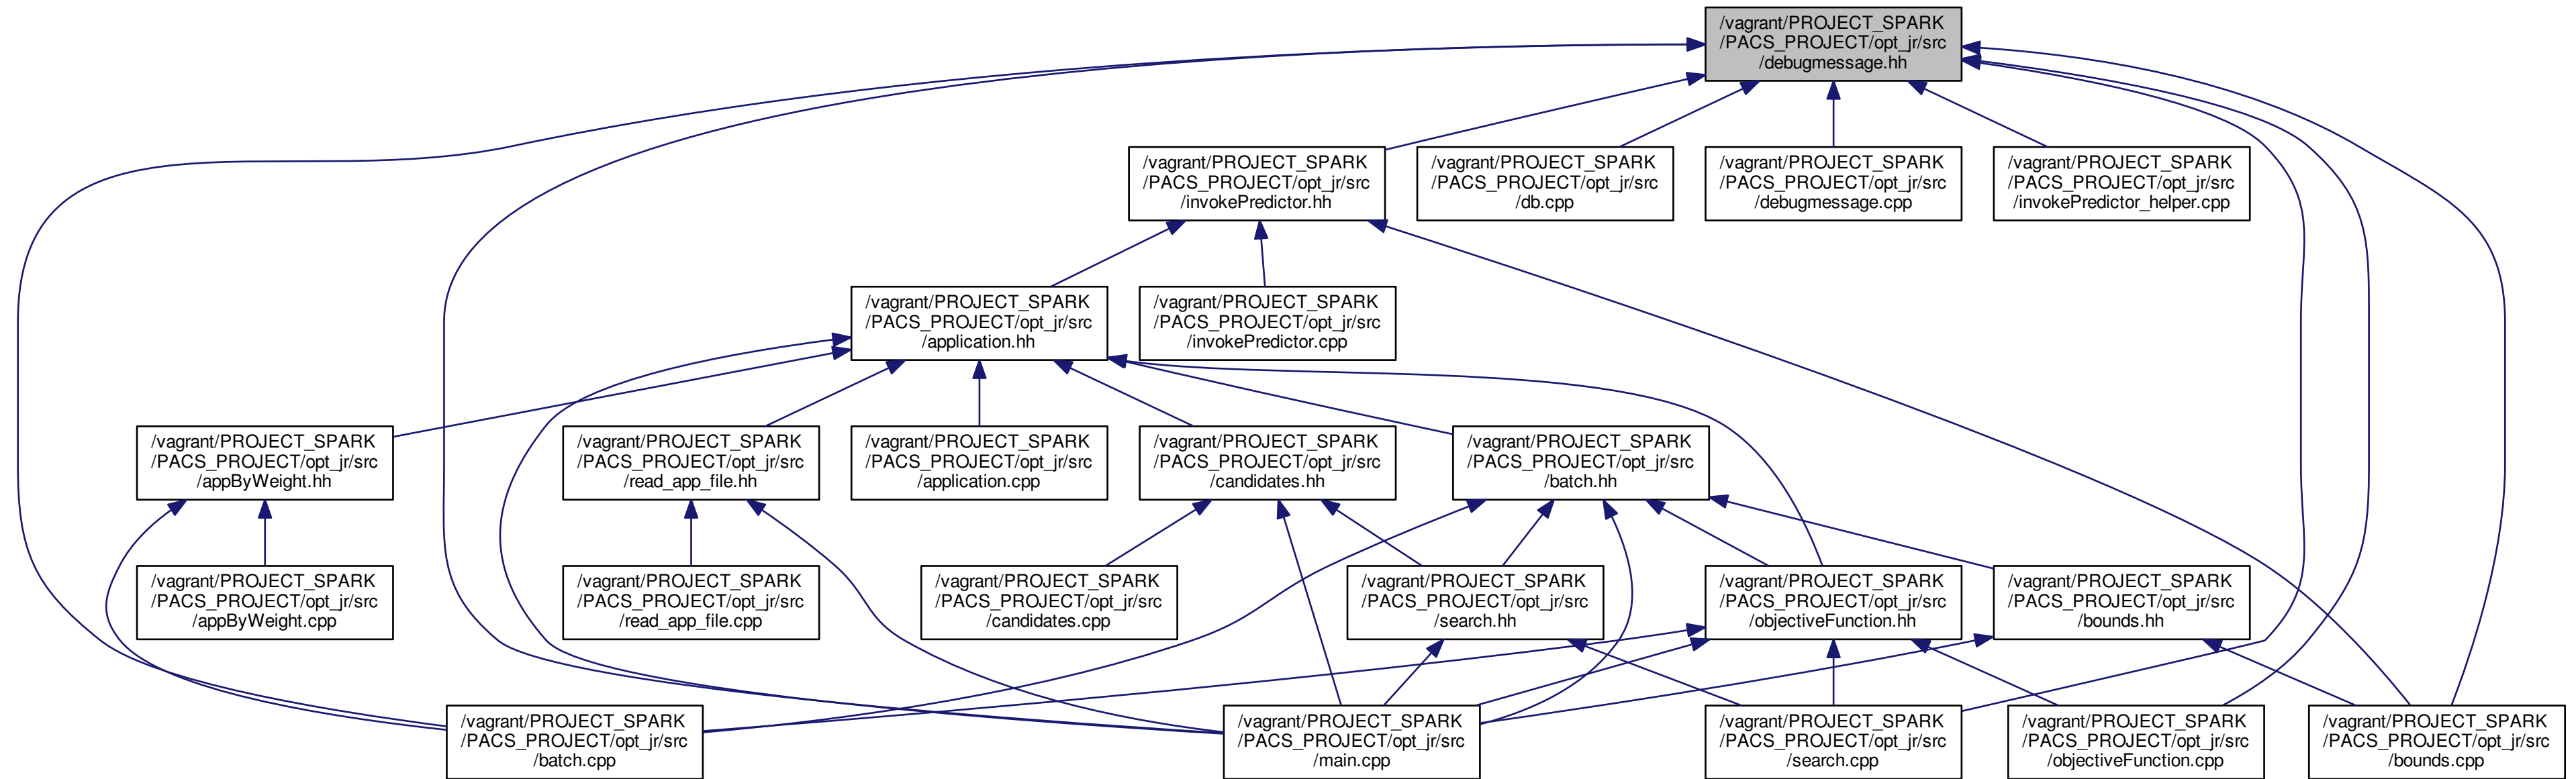 /vagrant/PROJECT_SPARK
/PACS_PROJECT/opt_jr/src
/debugmessage.hh
/vagrant/PROJECT_SPARK
/PACS_PROJECT/opt_jr/src
/invokePredictor.hh
/vagrant/PROJECT_SPARK
/PACS_PROJECT/opt_jr/src
/db.cpp
/vagrant/PROJECT_SPARK
/PACS_PROJECT/opt_jr/src
/debugmessage.cpp
/vagrant/PROJECT_SPARK
/PACS_PROJECT/opt_jr/src
/invokePredictor_helper.cpp
/vagrant/PROJECT_SPARK
/PACS_PROJECT/opt_jr/src
/application.hh
/vagrant/PROJECT_SPARK
/PACS_PROJECT/opt_jr/src
/invokePredictor.cpp
/vagrant/PROJECT_SPARK
/PACS_PROJECT/opt_jr/src
/appByWeight.hh
/vagrant/PROJECT_SPARK
/PACS_PROJECT/opt_jr/src
/read_app_file.hh
/vagrant/PROJECT_SPARK
/PACS_PROJECT/opt_jr/src
/application.cpp
/vagrant/PROJECT_SPARK
/PACS_PROJECT/opt_jr/src
/candidates.hh
/vagrant/PROJECT_SPARK
/PACS_PROJECT/opt_jr/src
/batch.hh
/vagrant/PROJECT_SPARK
/PACS_PROJECT/opt_jr/src
/appByWeight.cpp
/vagrant/PROJECT_SPARK
/PACS_PROJECT/opt_jr/src
/read_app_file.cpp
/vagrant/PROJECT_SPARK
/PACS_PROJECT/opt_jr/src
/candidates.cpp
/vagrant/PROJECT_SPARK
/PACS_PROJECT/opt_jr/src
/search.hh
/vagrant/PROJECT_SPARK
/PACS_PROJECT/opt_jr/src
/objectiveFunction.hh
/vagrant/PROJECT_SPARK
/PACS_PROJECT/opt_jr/src
/bounds.hh
/vagrant/PROJECT_SPARK
/PACS_PROJECT/opt_jr/src
/batch.cpp
/vagrant/PROJECT_SPARK
/PACS_PROJECT/opt_jr/src
/main.cpp
/vagrant/PROJECT_SPARK
/PACS_PROJECT/opt_jr/src
/search.cpp
/vagrant/PROJECT_SPARK
/PACS_PROJECT/opt_jr/src
/objectiveFunction.cpp
/vagrant/PROJECT_SPARK
/PACS_PROJECT/opt_jr/src
/bounds.cpp